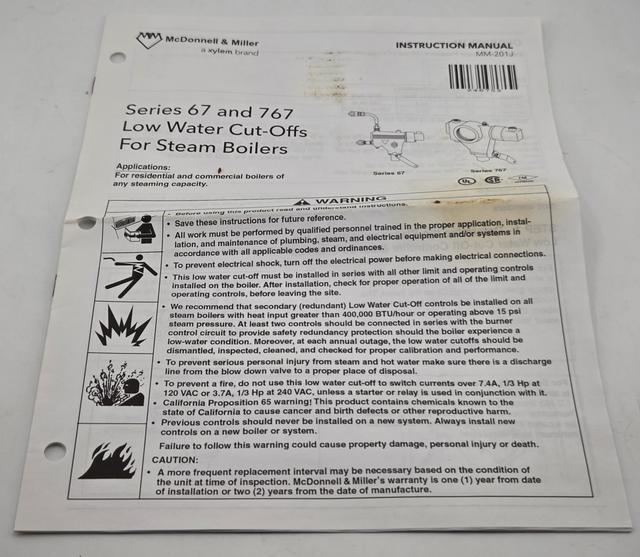 McDonnell & Miller
a xylem brand
INSTRUCTION MANUAL
MM-201J
Series 67 and 767
Low Water Cut-Offs
For Steam Boilers
Series 67
Series 767
Applications:
For residential and commercial boilers of
any steaming capacity.
WARNING
• Before using this product read and understand instructions.
• Save these instructions for future reference.
• All work must be performed by qualified personnel trained in the proper application, instal-
lation, and maintenance of plumbing, steam, and electrical equipment and/or systems in
accordance with all applicable codes and ordinances.
• To prevent electrical shock, turn off the electrical power before making electrical connections.
• This low water cut-off must be installed in series with all other limit and operating controls
installed on the boiler. After installation, check for proper operation of all of the limit and
operating controls, before leaving the site.
• We recommend that secondary (redundant) Low Water Cut-Off controls be installed on all
steam boilers with heat input greater than 400,000 BTU/hour or operating above 15 psi
steam pressure. At least two controls should be connected in series with the burner
control circuit to provide safety redundancy protection should the boiler experience a
low-water condition. Moreover, at each annual outage, the low water cutoffs should be
dismantled, inspected, cleaned, and checked for proper calibration and performance.
• To prevent serious personal injury from steam and hot water make sure there is a discharge
line from the blow down valve to a proper place of disposal.
• To prevent a fire, do not use this low water cut-off to switch currents over 7.4A, 1/3 Hp at
120 VAC or 3.7A, 1/3 Hp at 240 VAC, unless a starter or relay is used in conjunction with it.
• California Proposition 65 warning! This product contains chemicals known to the
state of California to cause cancer and birth defects or other reproductive harm.
• Previous controls should never be installed on a new system. Always install new
controls on a new boiler or system.
Failure to follow this warning could cause property damage, personal injury or death.
CAUTION:
• A more frequent replacement interval may be necessary based on the condition of
the unit at time of inspection. McDonnell & Miller's warranty is one (1) year from date
of installation or two (2) years from the date of manufacture.